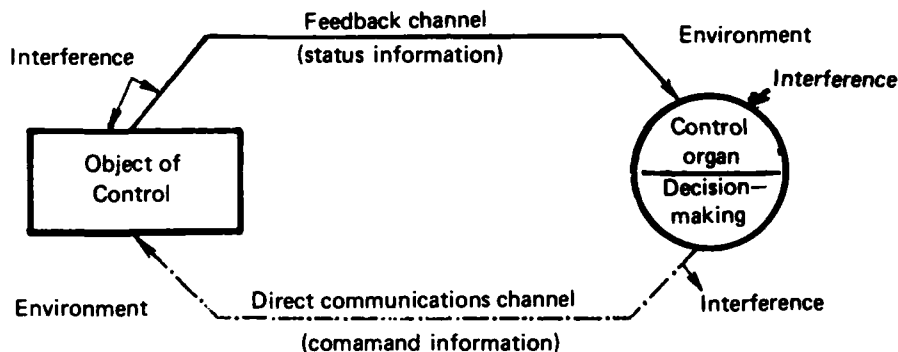 Feedback channel
(status information)
Environment
Interference
Interference
Object of
Control
Control
organ
Decision—
making
Environment
Direct communications channel
(comamand information)
Interference